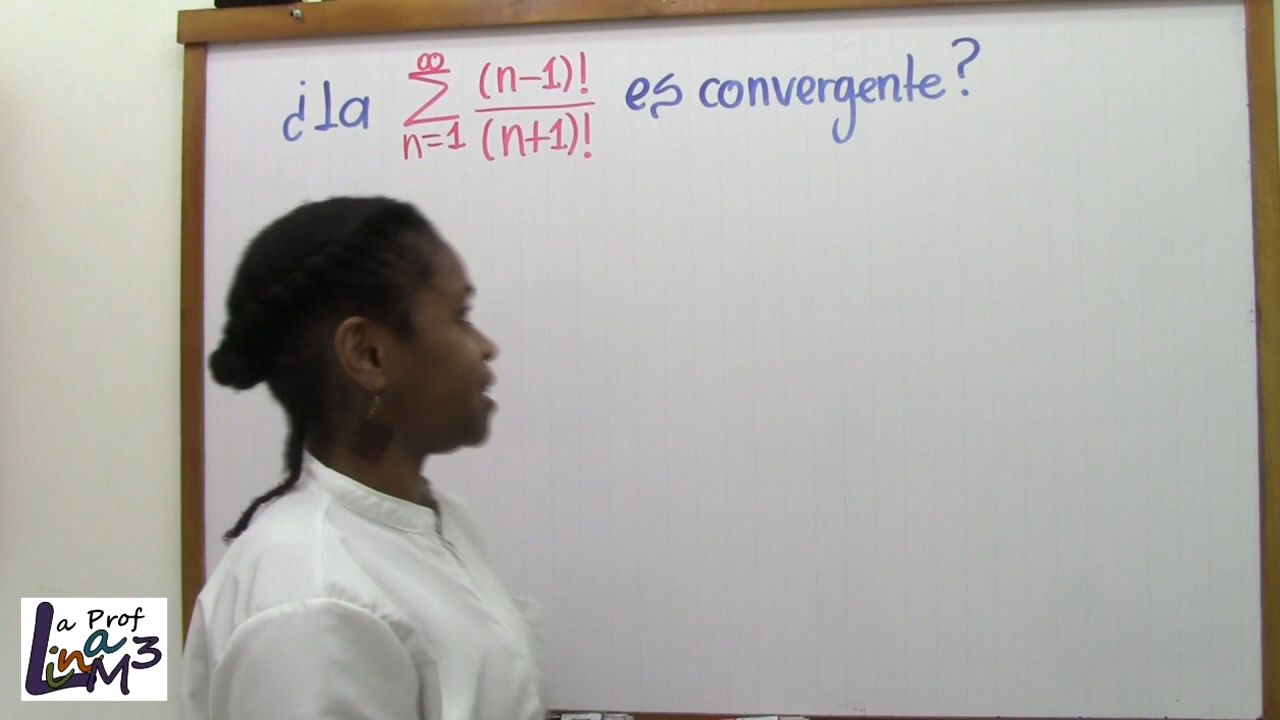 ¿la ∞ ∑ n=1 (n-1)! / (n+1)! es convergente?
La Prof
Lina M3